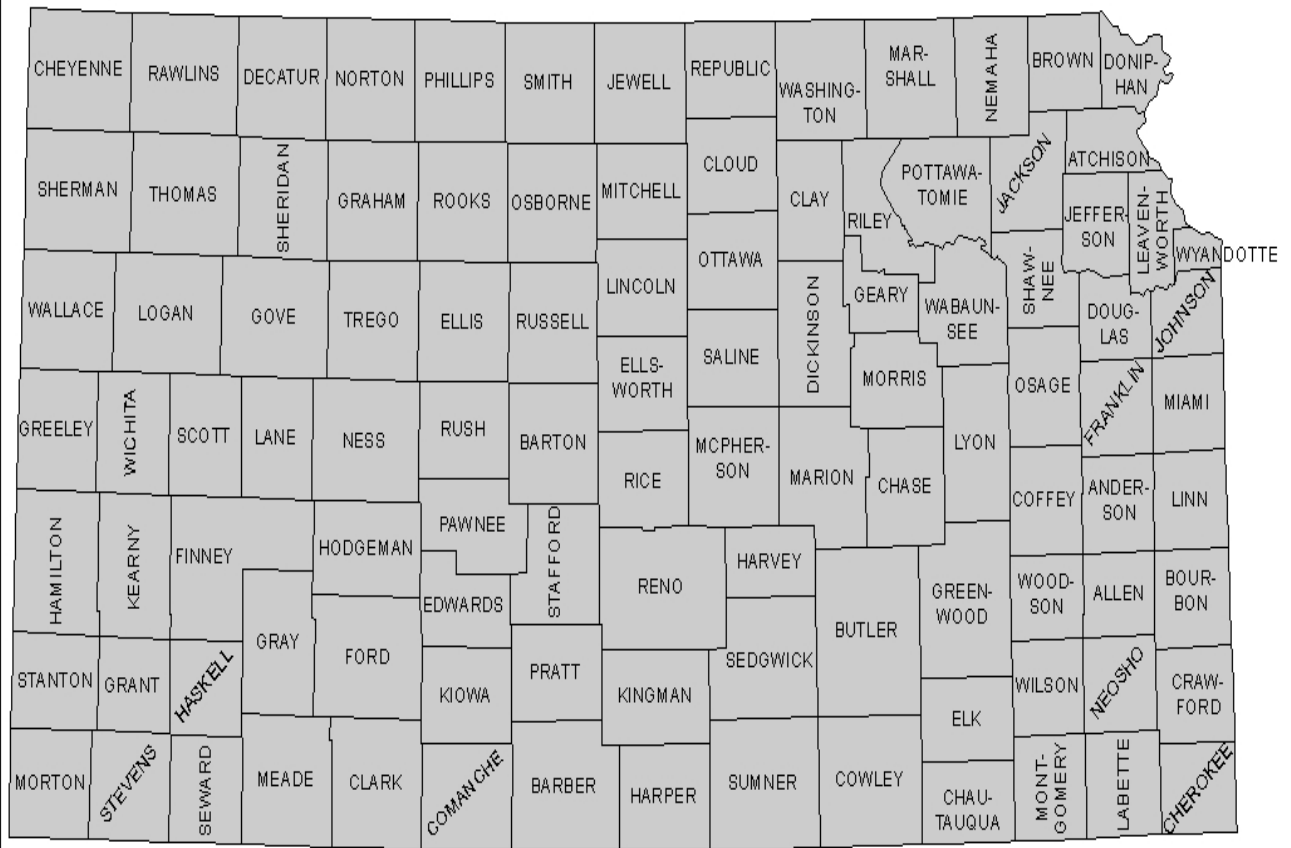 CHEYENNE
RAWLINS
DECATUR
NORTON
PHILLIPS
SMITH
JEWELL
REPUBLIC
WASHING-
TON
MAR-
SHALL
NEMAHA
BROWN
DONIP-
HAN
SHERMAN
THOMAS
SHERIDAN
GRAHAM
ROOKS
OSBORNE
MITCHELL
CLOUD
CLAY
RILEY
POTTAWA-
TOMIE
JACKSON
ATCHISON
JEFFER-
SON
LEAVEN-
WORTH
WYANDOTTE
WALLACE
LOGAN
GOVE
TREGO
ELLIS
RUSSELL
LINCOLN
OTTAWA
DICKINSON
GEARY
WABAUN-
SEE
SHAW-
NEE
DOUG-
LAS
JOHNSON
ELLS-
WORTH
SALINE
MORRIS
OSAGE
FRANKLIN
MIAMI
GREELEY
WICHITA
SCOTT
LANE
NESS
RUSH
BARTON
RICE
MCPHER-
SON
MARION
CHASE
LYON
COFFEY
ANDER-
SON
LINN
HAMILTON
KEARNY
FINNEY
HODGEMAN
PAWNEE
STAFFORD
EDWARDS
RENO
HARVEY
BUTLER
GREEN-
WOOD
WOOD-
SON
ALLEN
BOUR-
BON
GRAY
FORD
STANTON
GRANT
HASKELL
KIOWA
PRATT
KINGMAN
SEDGWICK
ELK
WILSON
NEOSHO
CRAW-
FORD
MORTON
STEVENS
SEWARD
MEADE
CLARK
COMANCHE
BARBER
HARPER
SUMNER
COWLEY
CHAU-
TAUQUA
MONT-
GOMERY
LABETTE
CHEROKEE